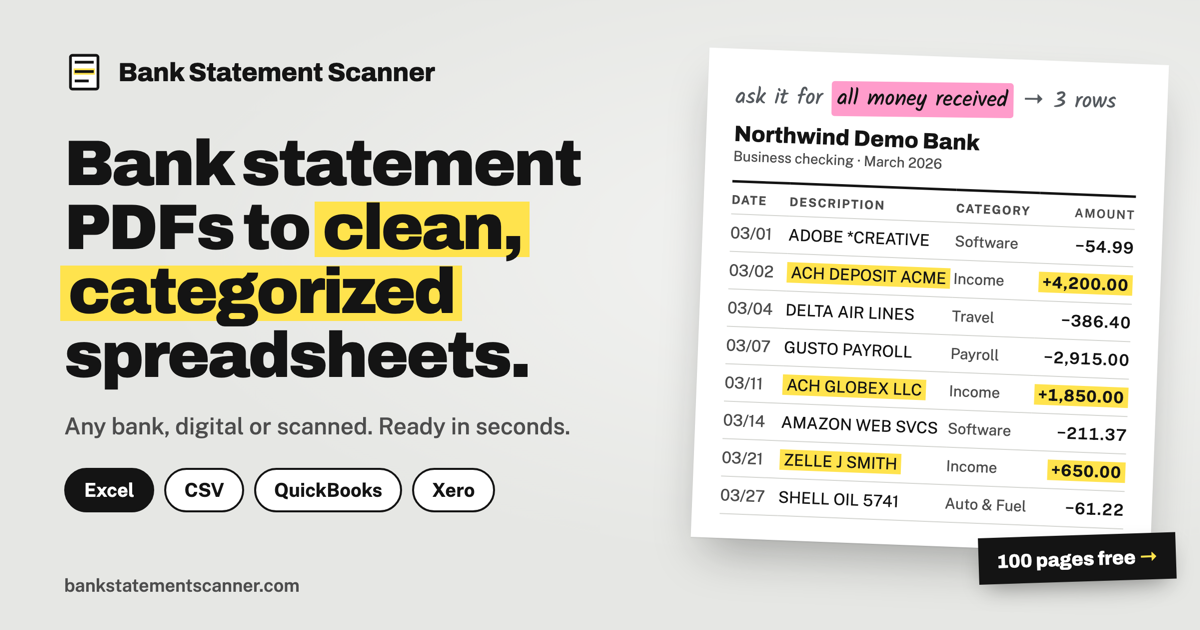 Bank Statement Scanner
Bank statement
PDFs to clean,
categorized
spreadsheets.
Any bank, digital or scanned. Ready in seconds.
Excel CSV QuickBooks Xero
bankstatementscanner.com
ask it for all money received → 3 rows
Northwind Demo Bank
Business checking · March 2026
DATE DESCRIPTION CATEGORY AMOUNT
03/01 ADOBE *CREATIVE Software −54.99
03/02 ACH DEPOSIT ACME Income +4,200.00
03/04 DELTA AIR LINES Travel −386.40
03/07 GUSTO PAYROLL Payroll −2,915.00
03/11 ACH GLOBEX LLC Income +1,850.00
03/14 AMAZON WEB SVCS Software −211.37
03/21 ZELLE J SMITH Income +650.00
03/27 SHELL OIL 5741 Auto & Fuel −61.22
100 pages free →